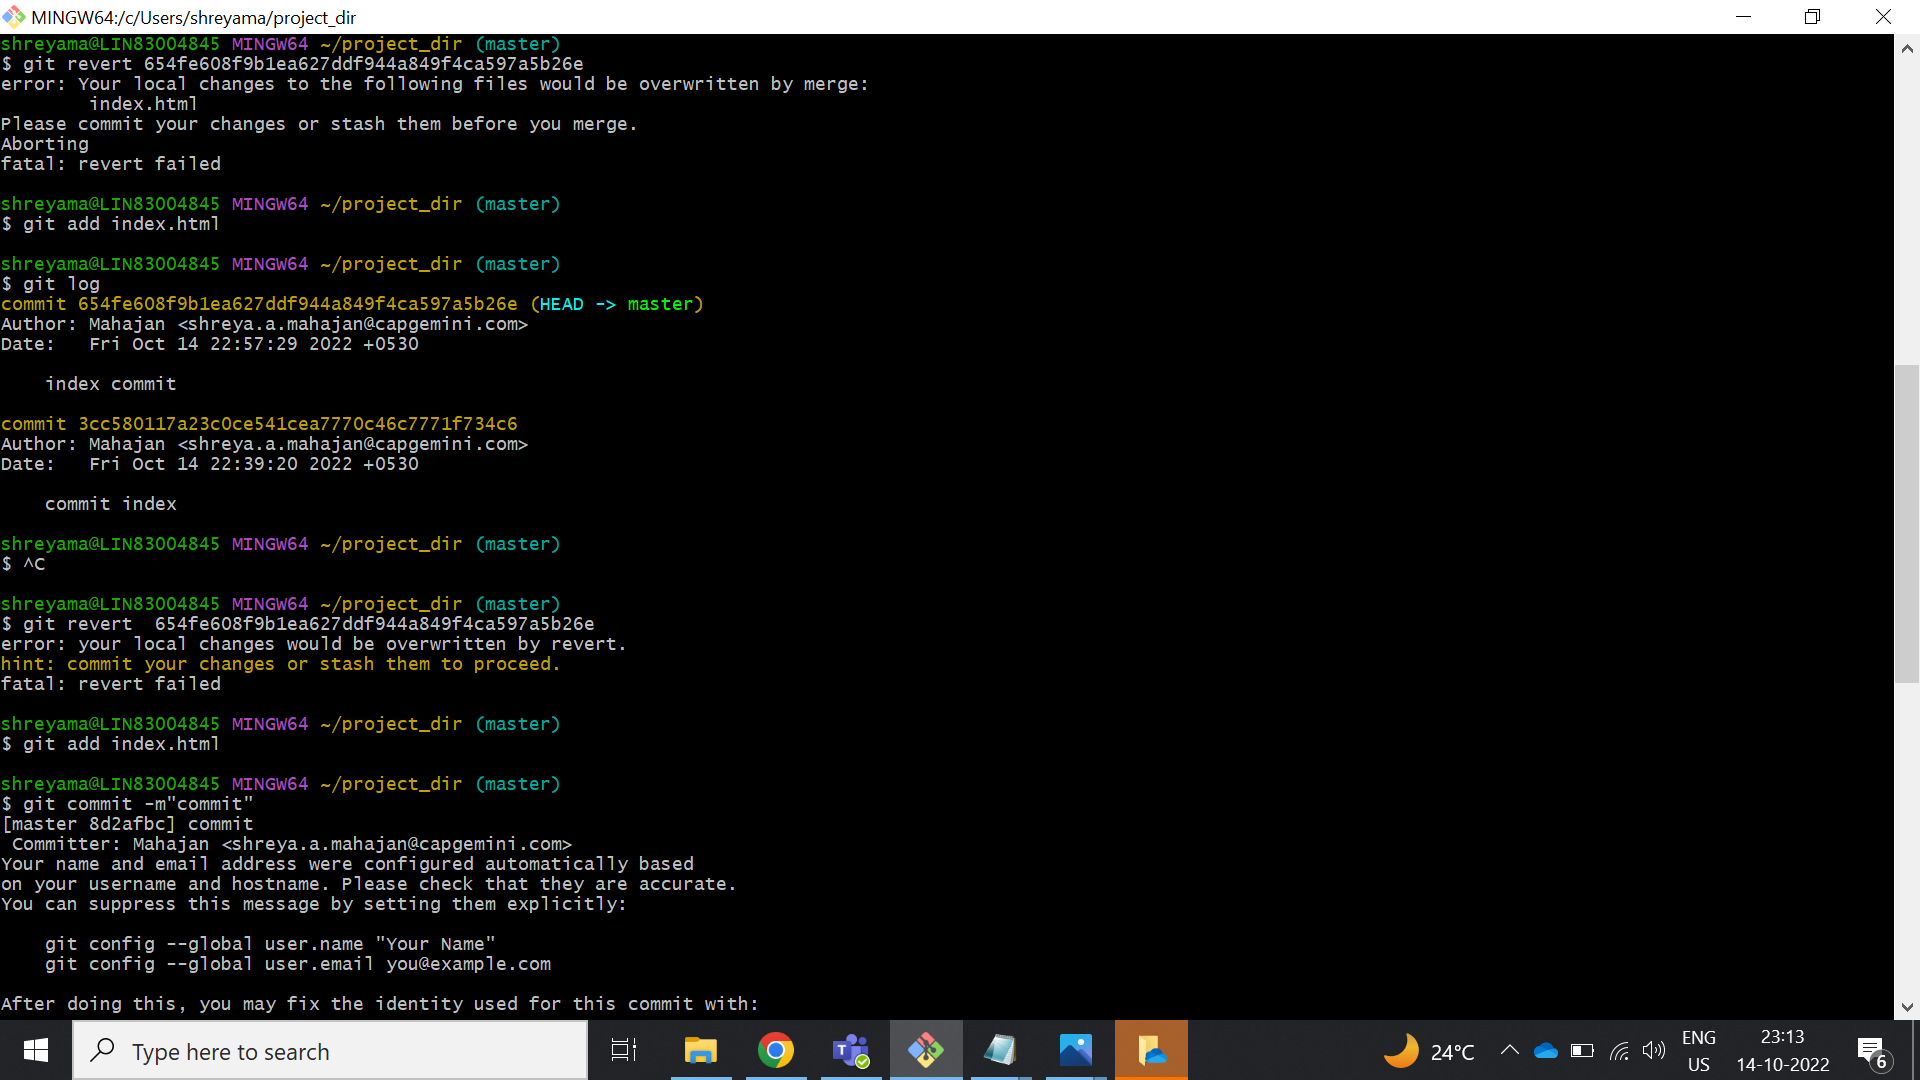 MINGW64:/c/Users/shreyama/project_dir
shreyama@LIN83004845 MINGW64 ~/project_dir (master)
$ git revert 654fe608f9b1ea627ddf944a849f4ca597a5b26e
error: Your local changes to the following files would be overwritten by merge:
        index.html
Please commit your changes or stash them before you merge.
Aborting
fatal: revert failed
shreyama@LIN83004845 MINGW64 ~/project_dir (master)
$ git add index.html
shreyama@LIN83004845 MINGW64 ~/project_dir (master)
$ git log
commit 654fe608f9b1ea627ddf944a849f4ca597a5b26e (HEAD -> master)
Author: Mahajan <shreya.a.mahajan@capgemini.com>
Date:   Fri Oct 14 22:57:29 2022 +0530
    index commit
commit 3cc580117a23c0ce541cea7770c46c7771f734c6
Author: Mahajan <shreya.a.mahajan@capgemini.com>
Date:   Fri Oct 14 22:39:20 2022 +0530
    commit index
shreyama@LIN83004845 MINGW64 ~/project_dir (master)
$ ^C
shreyama@LIN83004845 MINGW64 ~/project_dir (master)
$ git revert  654fe608f9b1ea627ddf944a849f4ca597a5b26e
error: your local changes would be overwritten by revert.
hint: commit your changes or stash them to proceed.
fatal: revert failed
shreyama@LIN83004845 MINGW64 ~/project_dir (master)
$ git add index.html
shreyama@LIN83004845 MINGW64 ~/project_dir (master)
$ git commit -m"commit"
[master 8d2afbc] commit
 Committer: Mahajan <shreya.a.mahajan@capgemini.com>
Your name and email address were configured automatically based
on your username and hostname. Please check that they are accurate.
You can suppress this message by setting them explicitly:
    git config --global user.name "Your Name"
    git config --global user.email you@example.com
After doing this, you may fix the identity used for this commit with:
Type here to search
24°C
ENG
US
23:13
14-10-2022
6